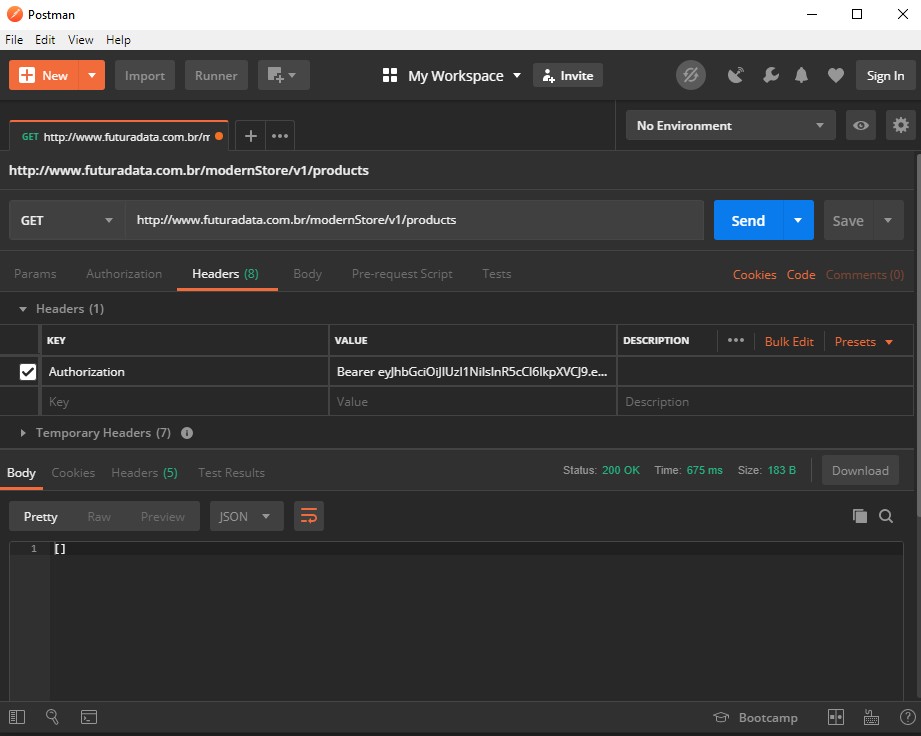 Postman
File Edit View Help
New Import Runner My Workspace Invite Sign In
GET http://www.futuradata.com.br/m No Environment
http://www.futuradata.com.br/modernStore/v1/products
GET http://www.futuradata.com.br/modernStore/v1/products Send Save
Params Authorization Headers (8) Body Pre-request Script Tests Cookies Code Comments (0)
Headers (1)
KEY VALUE DESCRIPTION ••• Bulk Edit Presets
Authorization Bearer eyJhbGciOiJIUzI1NiIsInR5cCI6IkpXVCJ9.e...
Key Value Description
Temporary Headers (7)
Body Cookies Headers (5) Test Results Status: 200 OK Time: 675 ms Size: 183 B Download
Pretty Raw Preview JSON
1 []
Bootcamp